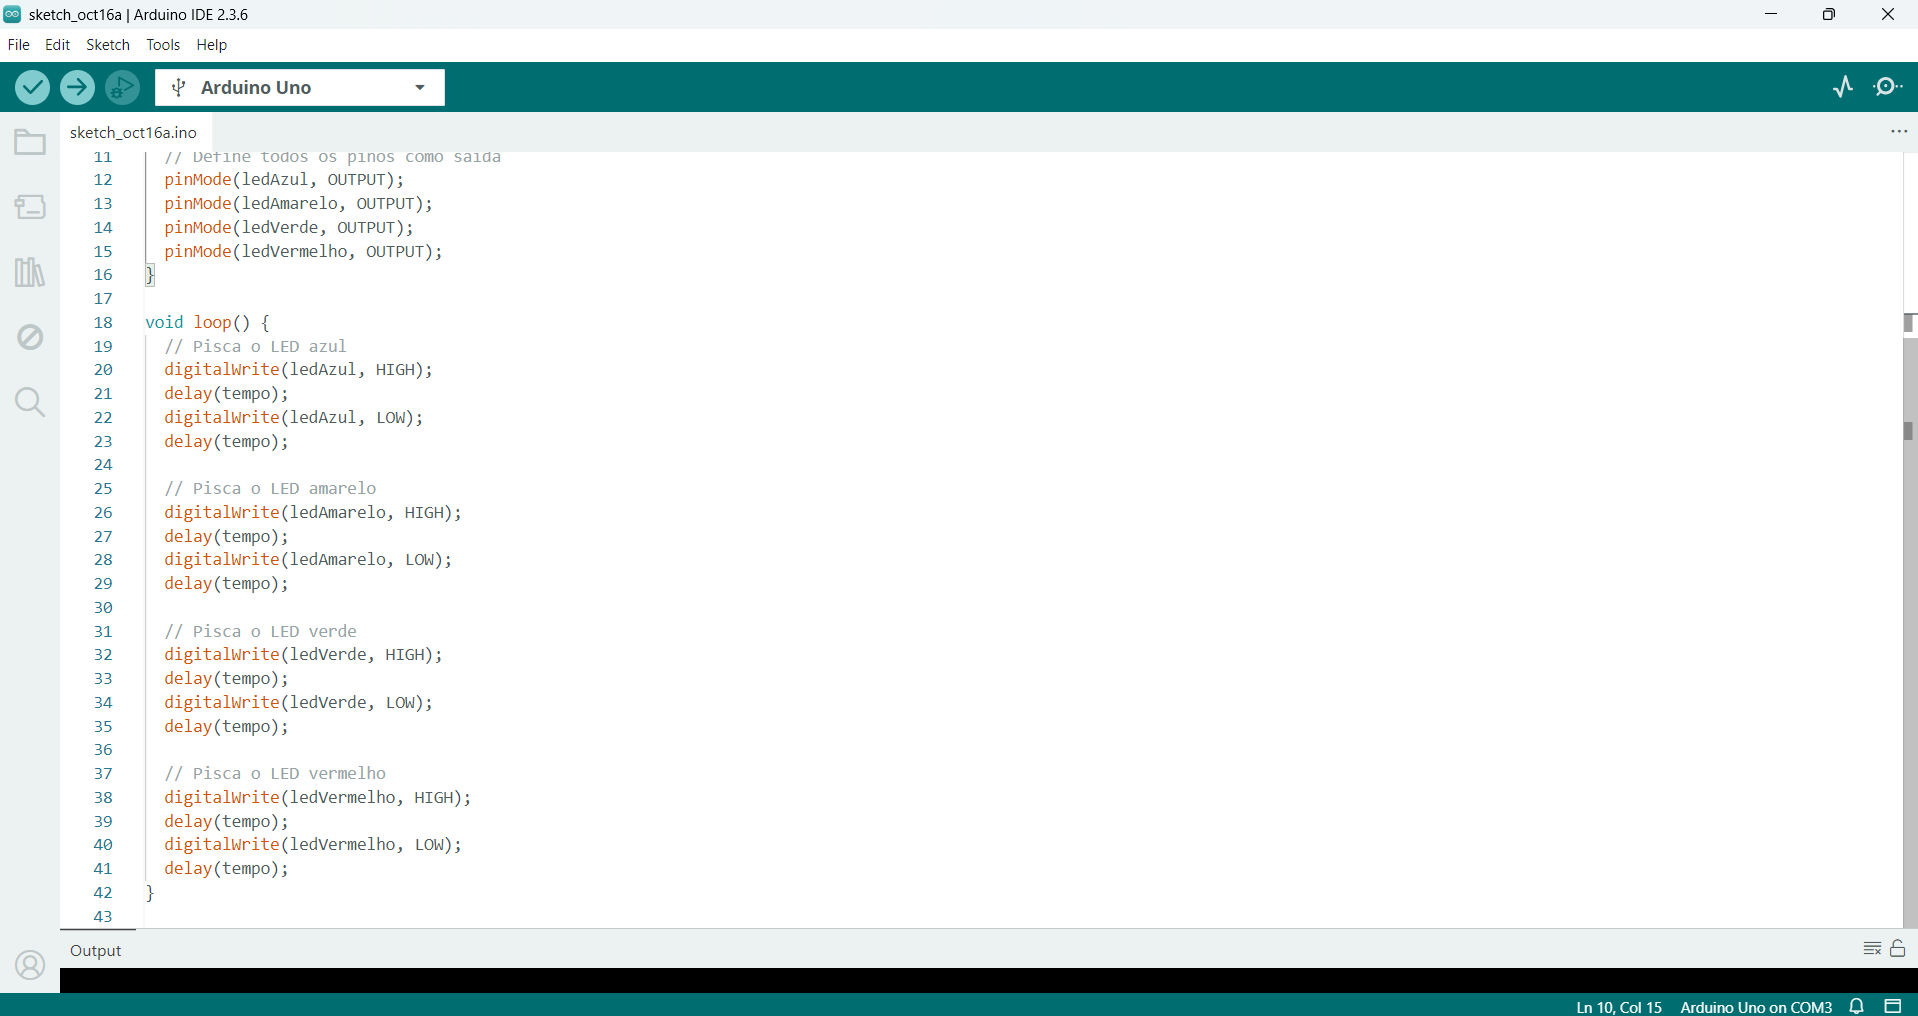 sketch_oct16a | Arduino IDE 2.3.6
File Edit Sketch Tools Help
Arduino Uno
sketch_oct16a.ino
11 // Define todos os pinos como saída
12 pinMode(ledAzul, OUTPUT);
13 pinMode(ledAmarelo, OUTPUT);
14 pinMode(ledVerde, OUTPUT);
15 pinMode(ledVermelho, OUTPUT);
16 }
17
18 void loop() {
19 // Pisca o LED azul
20 digitalWrite(ledAzul, HIGH);
21 delay(tempo);
22 digitalWrite(ledAzul, LOW);
23 delay(tempo);
24
25 // Pisca o LED amarelo
26 digitalWrite(ledAmarelo, HIGH);
27 delay(tempo);
28 digitalWrite(ledAmarelo, LOW);
29 delay(tempo);
30
31 // Pisca o LED verde
32 digitalWrite(ledVerde, HIGH);
33 delay(tempo);
34 digitalWrite(ledVerde, LOW);
35 delay(tempo);
36
37 // Pisca o LED vermelho
38 digitalWrite(ledVermelho, HIGH);
39 delay(tempo);
40 digitalWrite(ledVermelho, LOW);
41 delay(tempo);
42 }
43
Output
Ln 10, Col 15 Arduino Uno on COM3